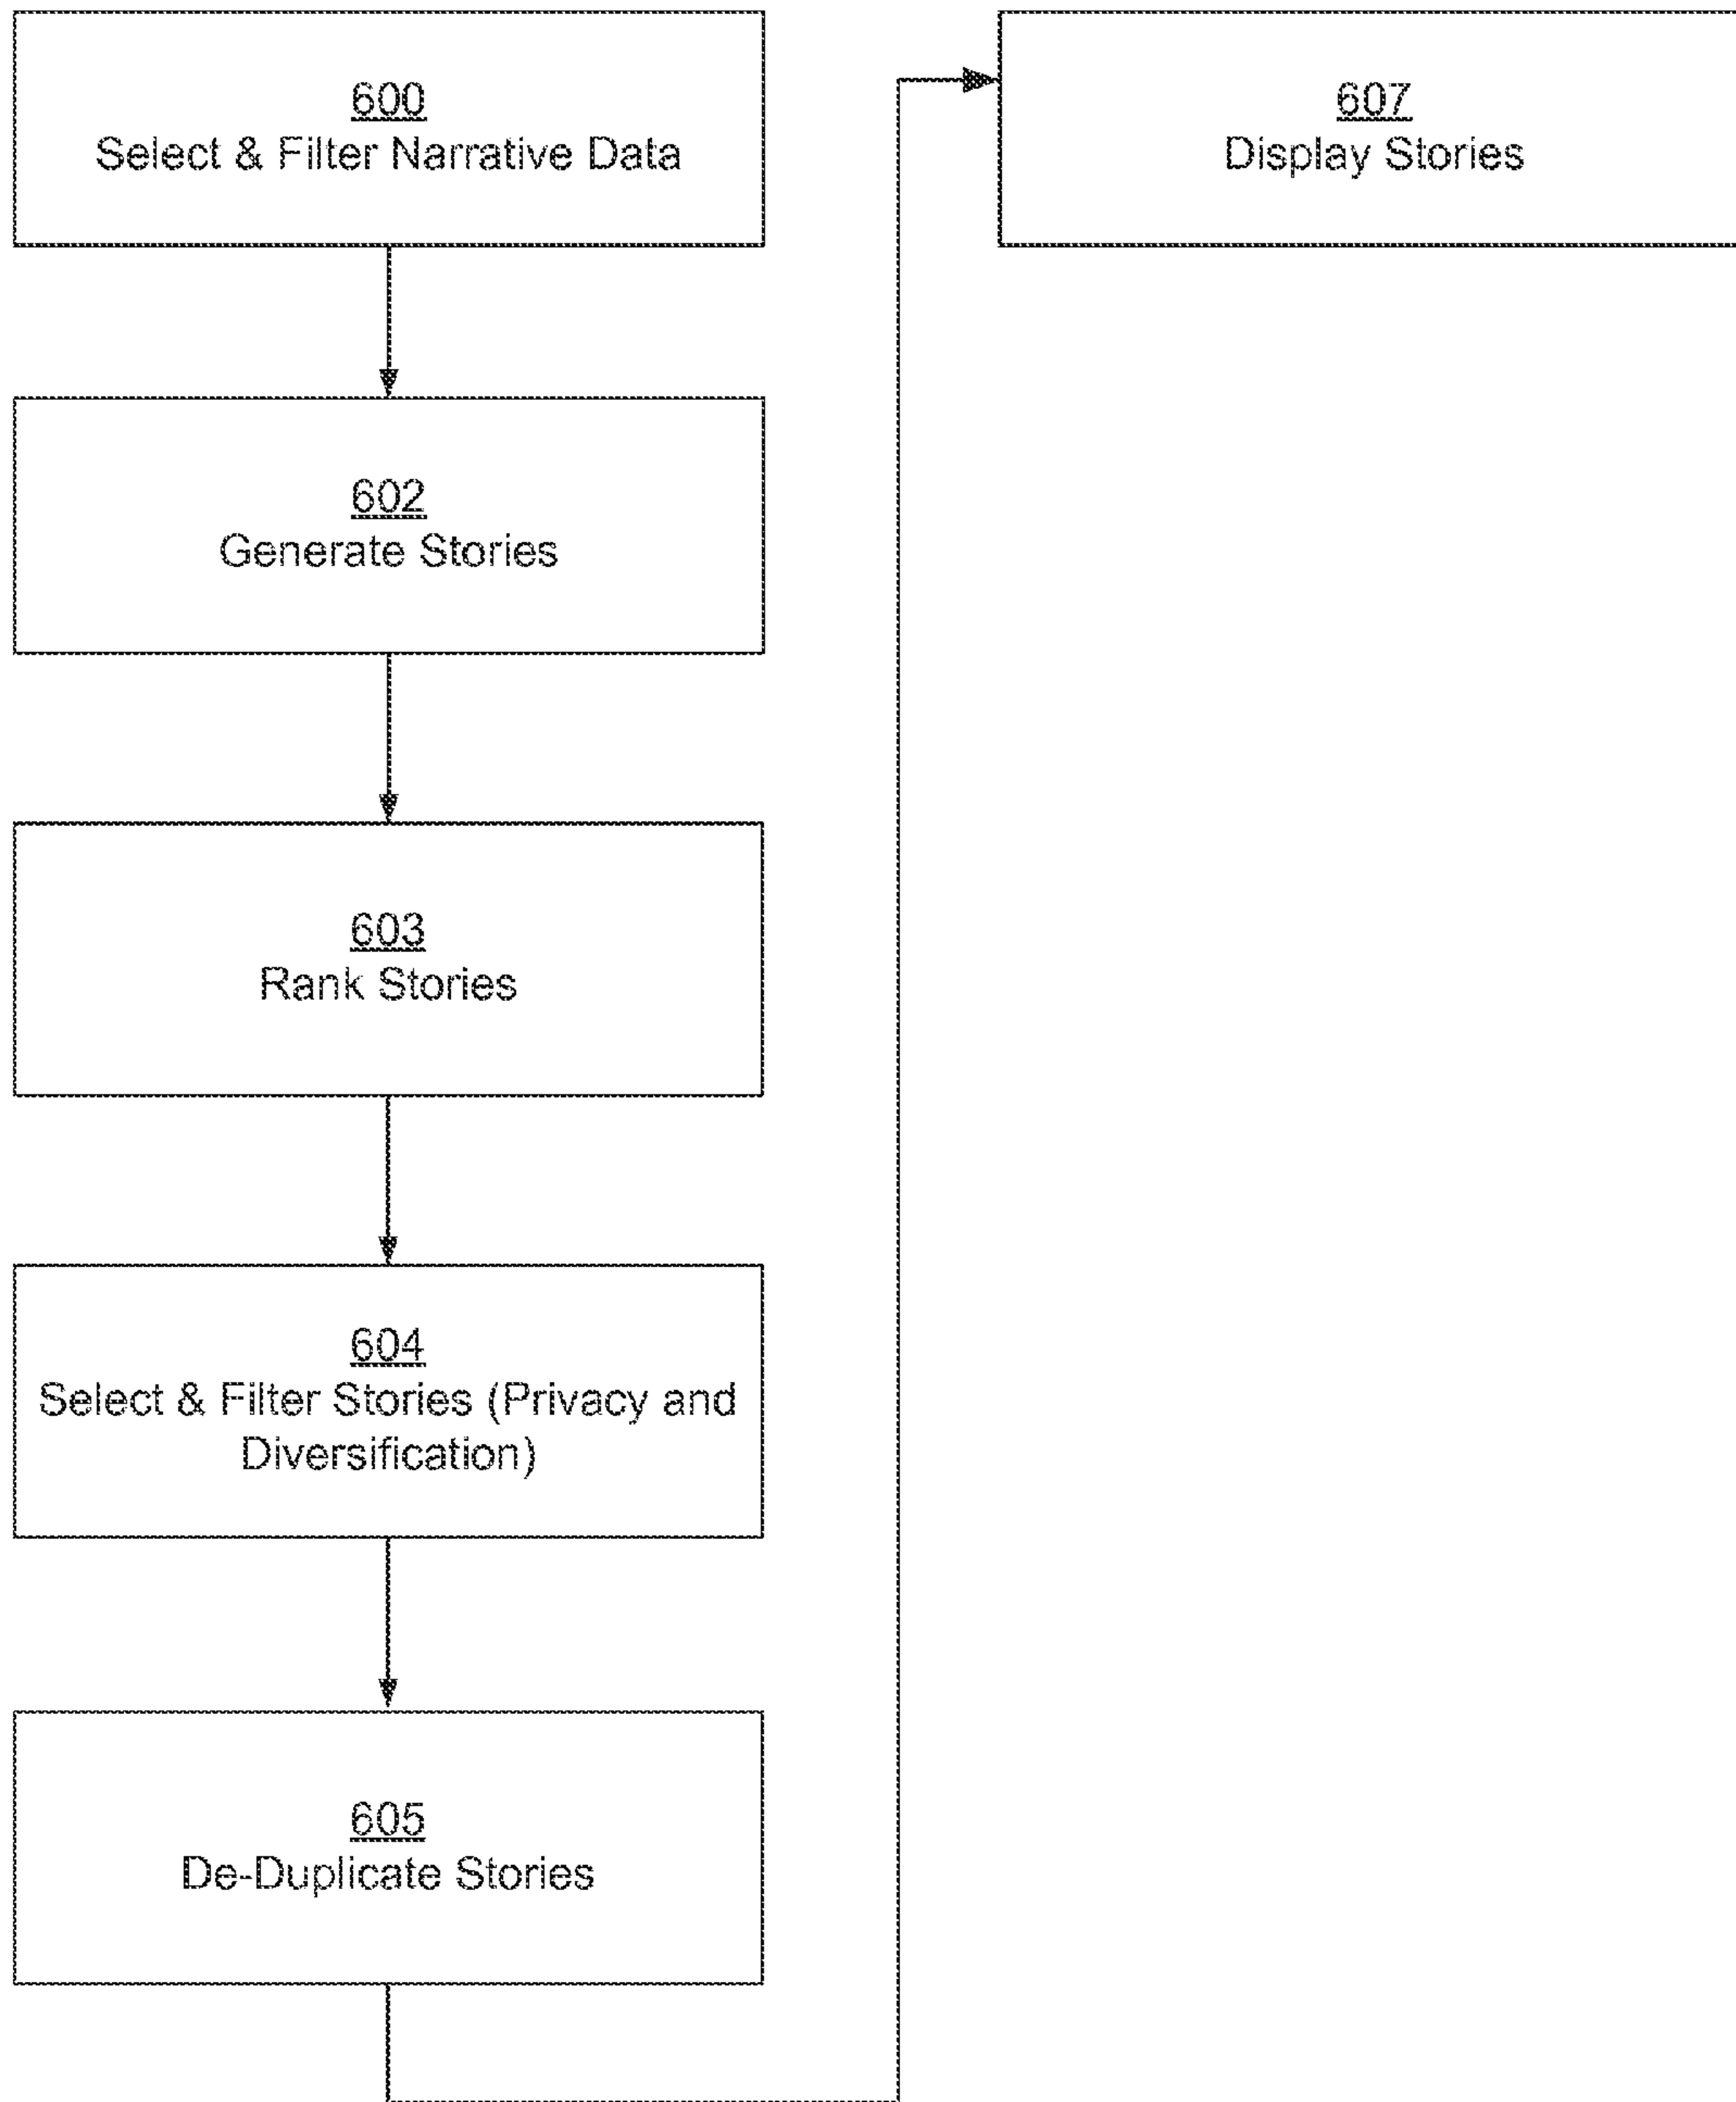 600
Select & Filter Narrative Data
602
Generate Stories
603
Rank Stories
604
Select & Filter Stories (Privacy and
Diversification)
605
De-Duplicate Stories
607
Display Stories